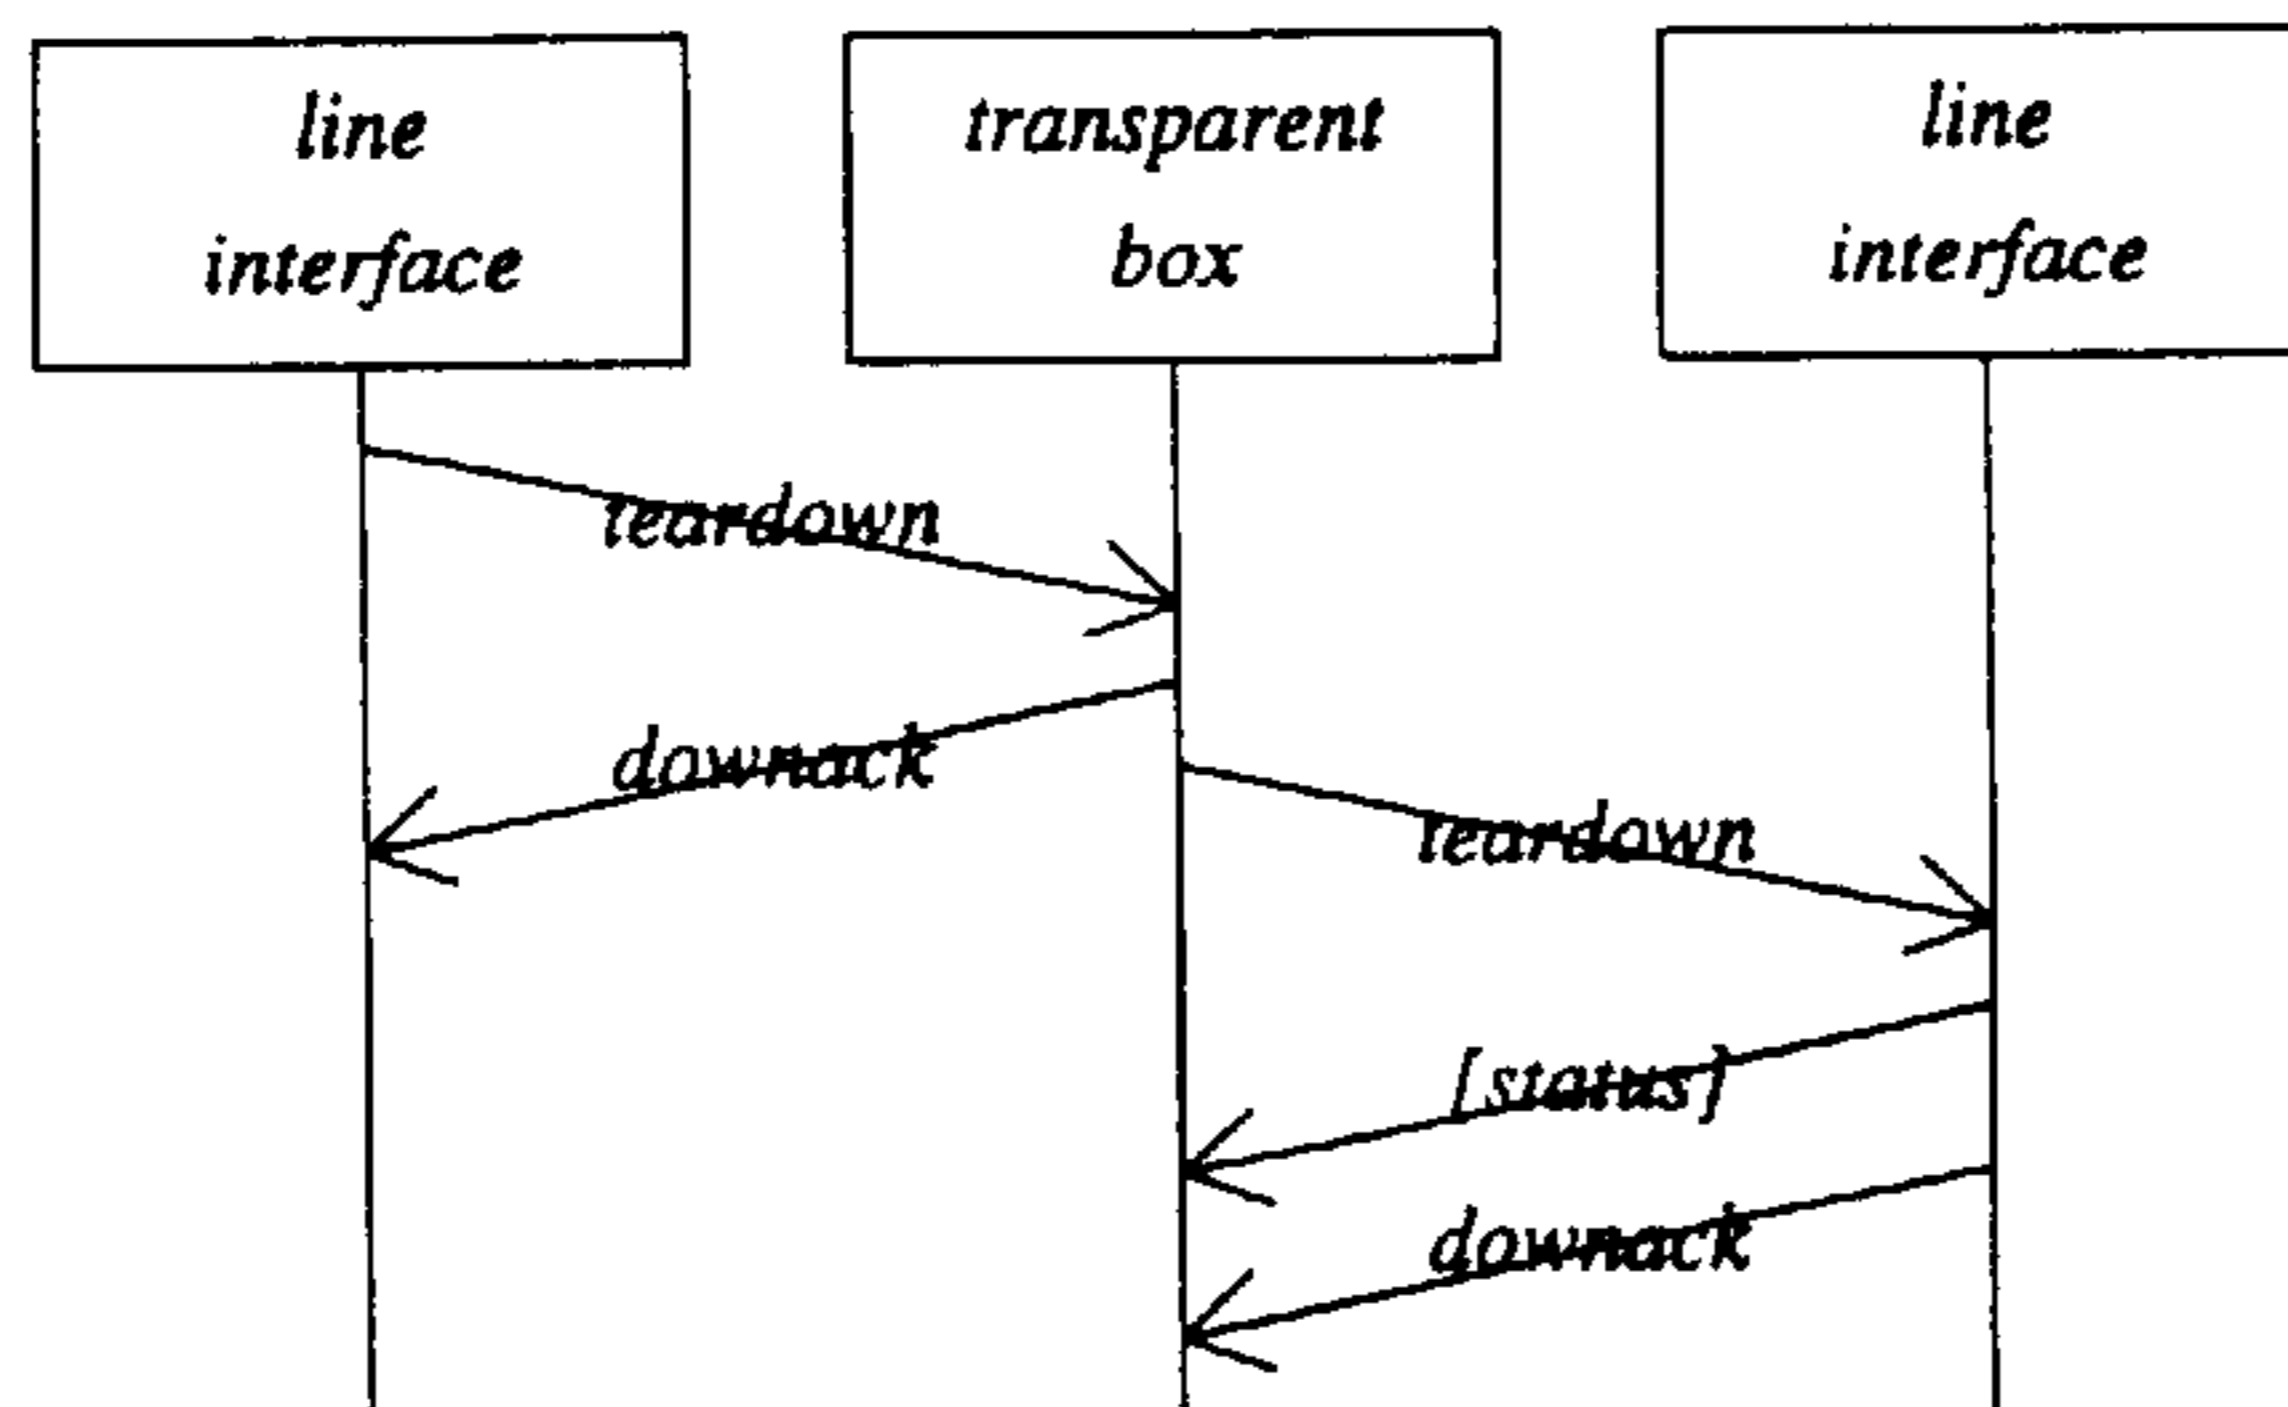 line
interface
transparent
box
line
interface
teardown
downack
teardown
[status]
downack